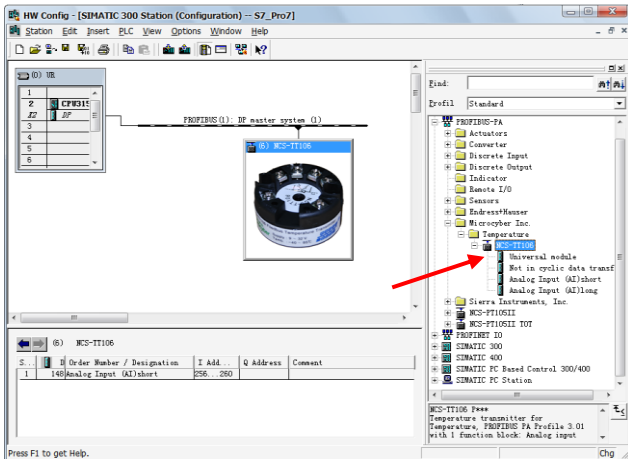 HW Config - [SIMATIC 300 Station (Configuration) -- S7_Pro7]
Station Edit Insert PLC View Options Window Help
(0) UR
1
2 CPU315
X2 DP
3
4
5
6
PROFIBUS(1): DP master system (1)
(6) NCS-TT106
(6) NCS-TT106
S... D Order Number / Designation I Add... Q Address Comment
1 148 Analog Input (AI)short 256...260
Find:
Profil Standard
PROFIBUS-PA
Actuators
Converter
Discrete Input
Discrete Output
Indicator
Remote I/O
Sensors
Endress+Hauser
Microcyber Inc.
Temperature
NCS-TT106
Universal module
Not in cyclic data transf
Analog Input (AI)short
Analog Input (AI)long
Sierra Instruments, Inc.
NCS-PT105II
NCS-PT105II TOT
PROFINET IO
SIMATIC 300
SIMATIC 400
SIMATIC PC Based Control 300/400
SIMATIC PC Station
NCS-TT106 P***
Temperature transmitter for
Temperature, PROFIBUS PA Profile 3.01
with 1 function block: Analog input
Press F1 to get Help.
Chg